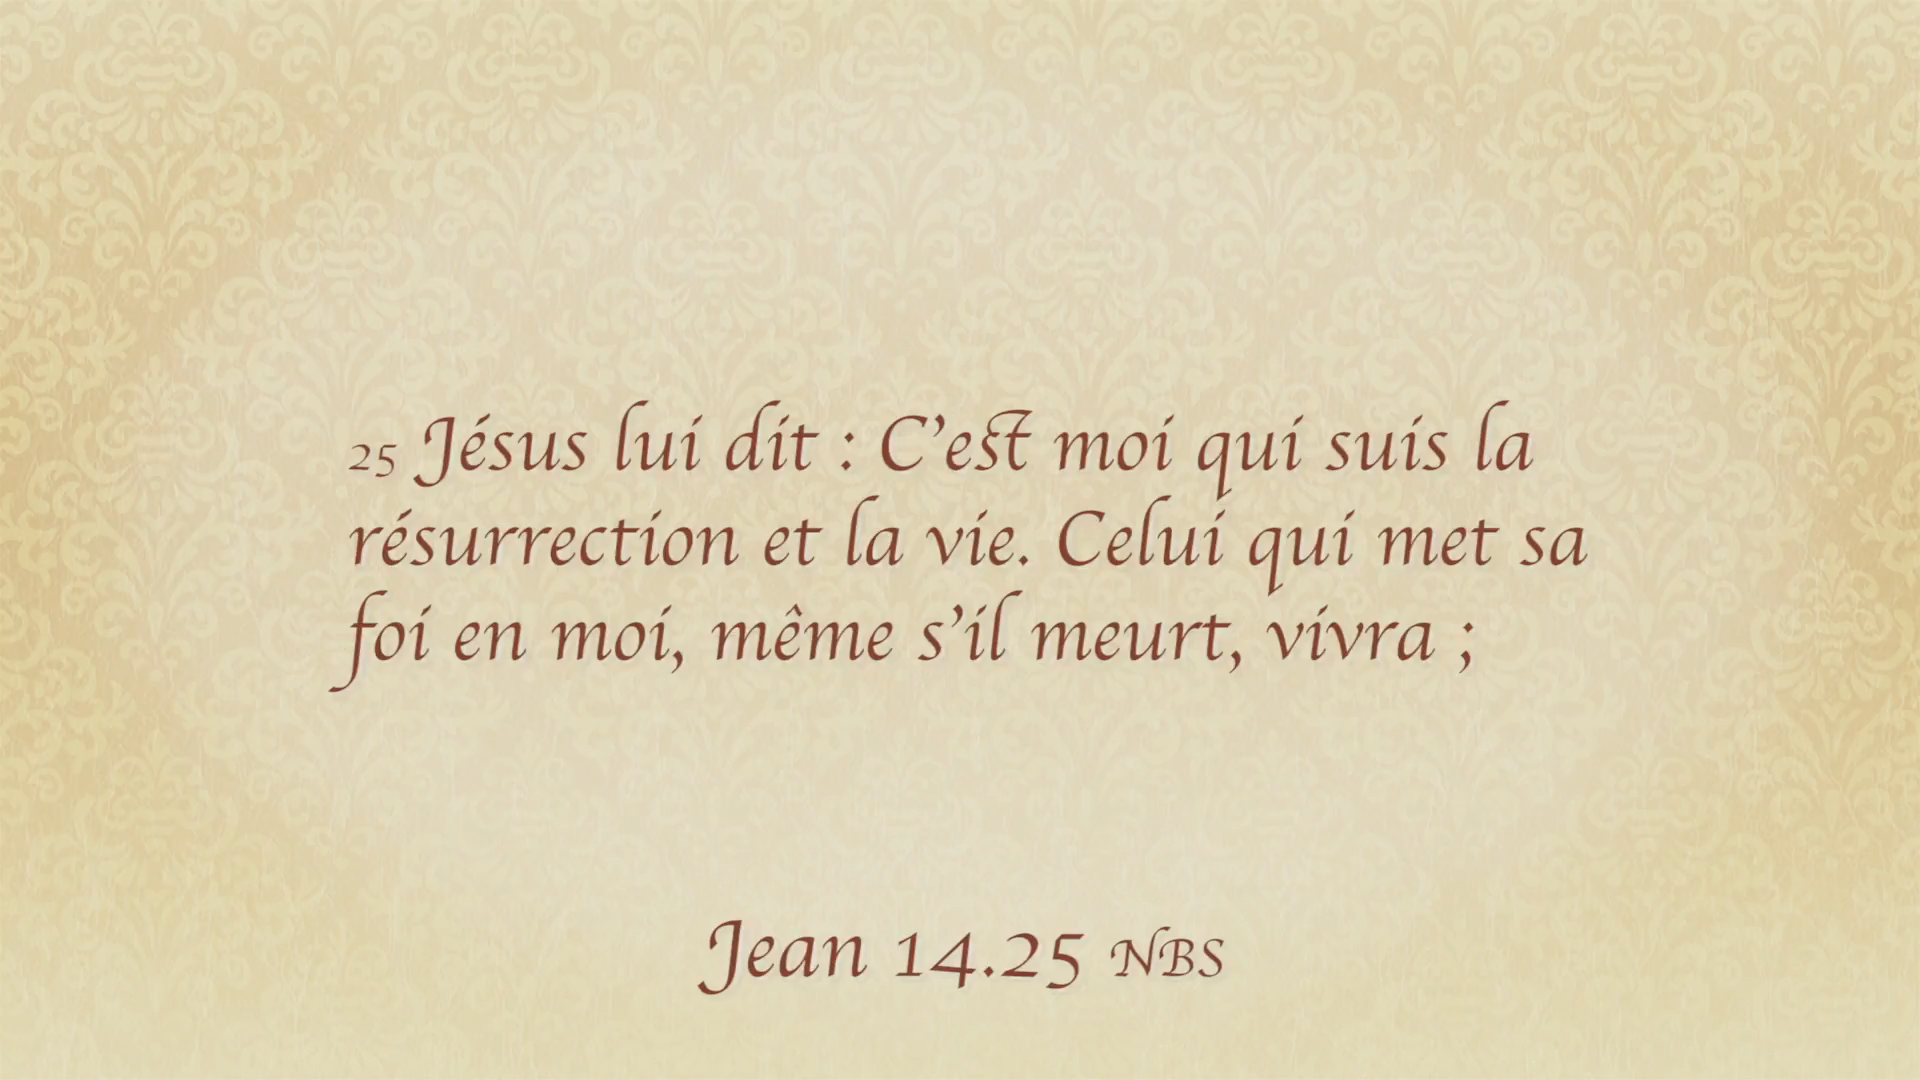 25 Jésus lui dit : C’est moi qui suis la
résurrection et la vie. Celui qui met sa
foi en moi, même s’il meurt, vivra ;
Jean 14.25 NBS